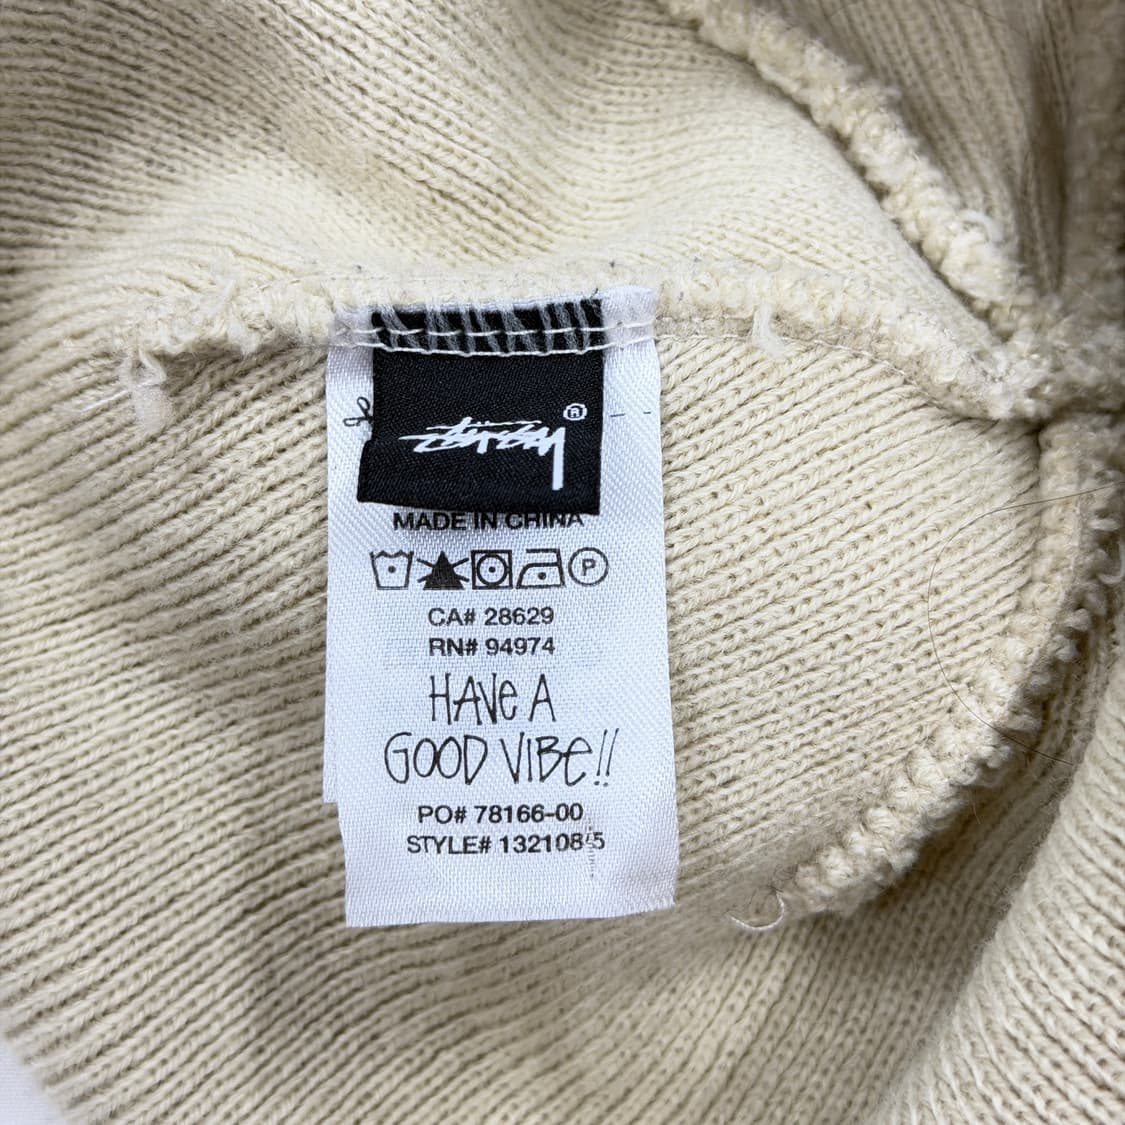 Stüssy ®
MADE IN CHINA
P
CA# 28629
RN# 94974
HAVE A
GOOD VIBE!!
PO# 78166-00
STYLE# 1321085